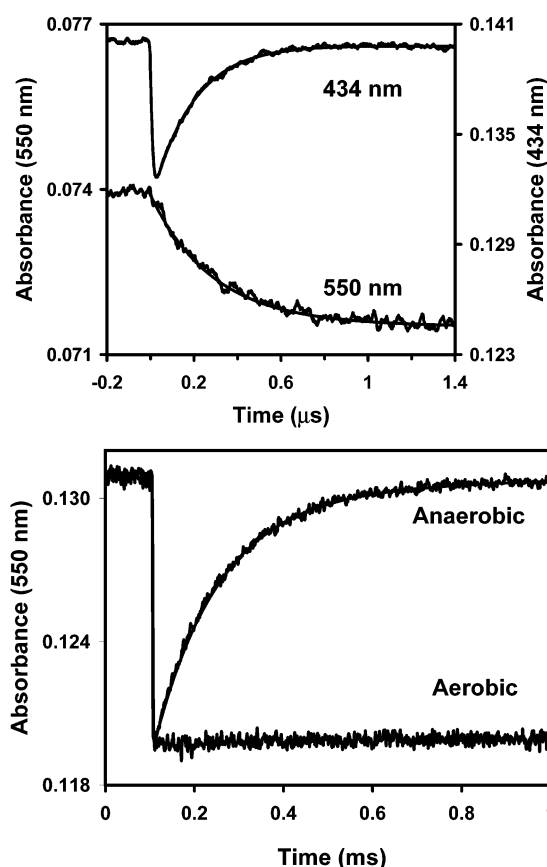 0.077
0.074
0.071
Absorbance (550 nm)
434 nm
550 nm
0.141
0.135
0.129
0.123
Absorbance (434 nm)
-0.2 0.2 0.6 1 1.4
Time (μs)
0.130
0.124
0.118
Absorbance (550 nm)
Anaerobic
Aerobic
0 0.2 0.4 0.6 0.8 1
Time (ms)